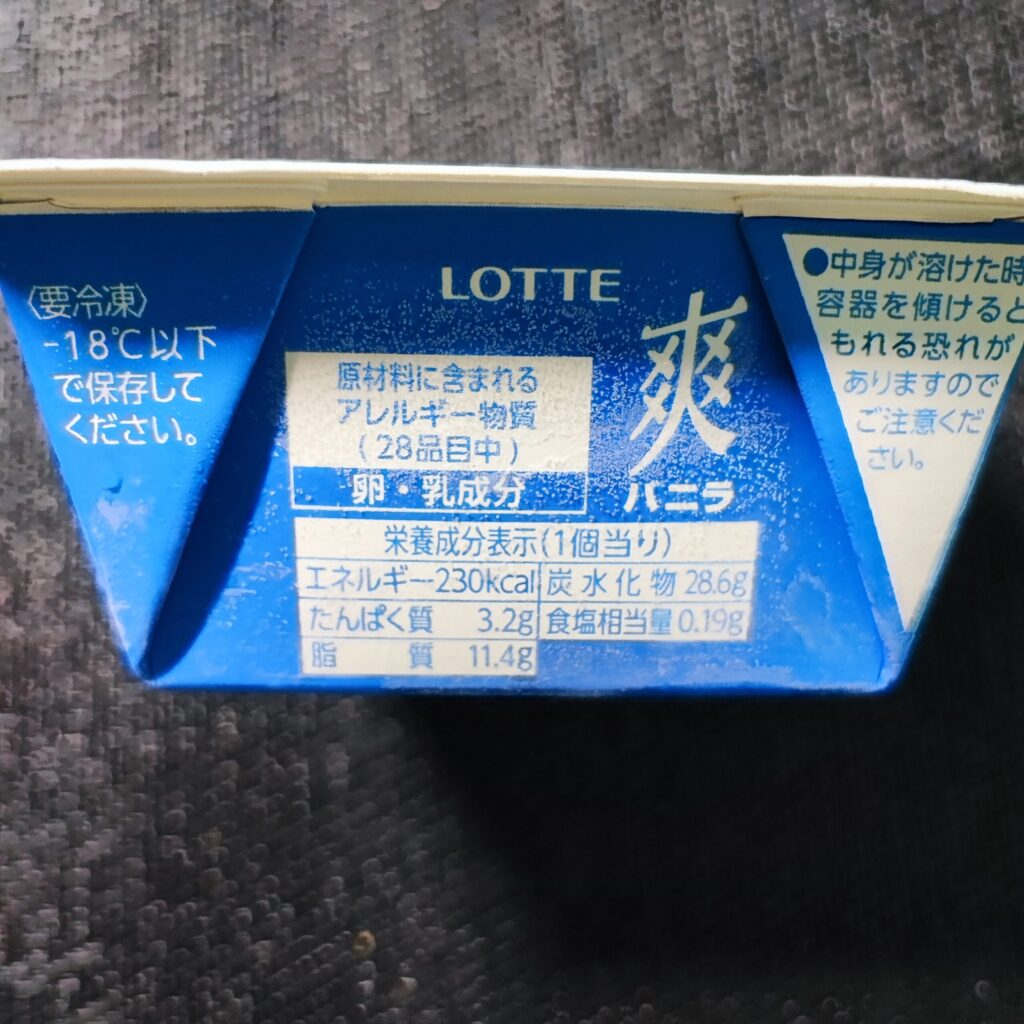 〈要冷凍〉
-18℃以下
で保存して
ください。
LOTTE
爽
バニラ
原材料に含まれる
アレルギー物質
(28品目中)
卵・乳成分
栄養成分表示(1個当り)
エネルギー230kcal 炭水化物 28.6g
たんぱく質 3.2g 食塩相当量 0.19g
脂質 11.4g
●中身が溶けた時
容器を傾けると
もれる恐れが
ありますので
ご注意くだ
さい。